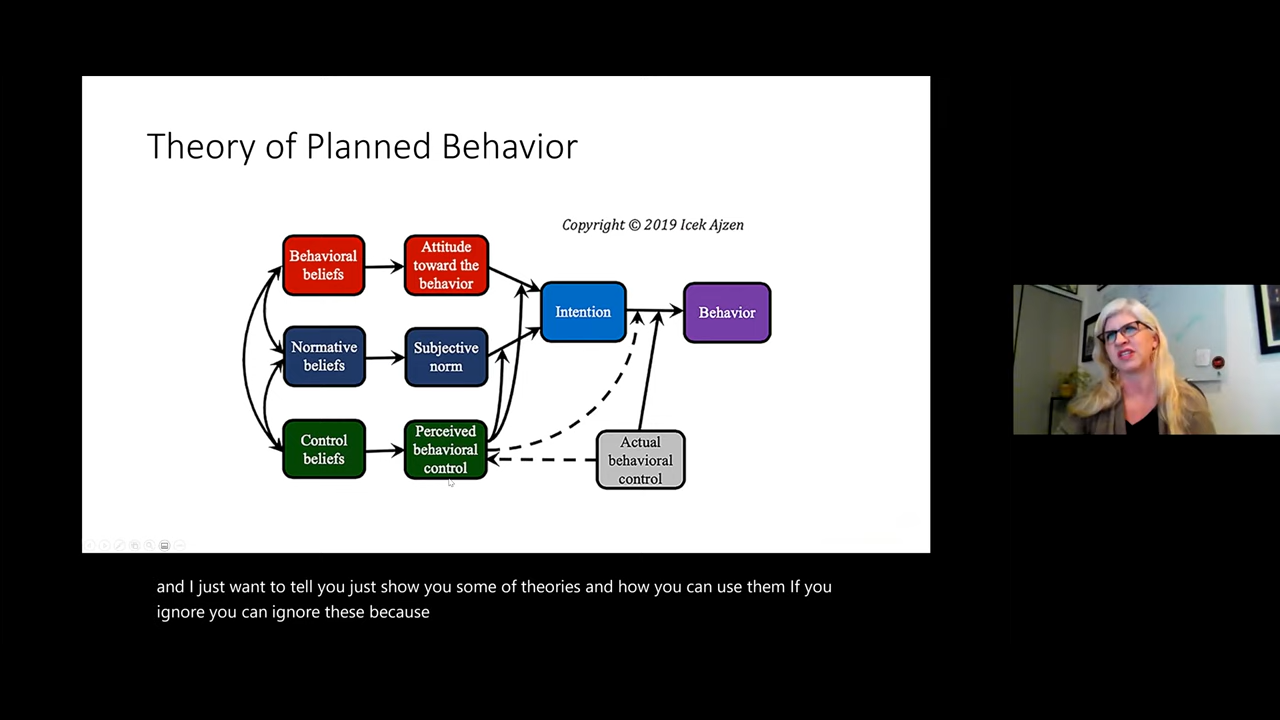 Theory of Planned Behavior
Copyright © 2019 Icek Ajzen
Behavioral
beliefs
Attitude
toward the
behavior
Normative
beliefs
Subjective
norm
Control
beliefs
Perceived
behavioral
control
Intention
Behavior
Actual
behavioral
control
and I just want to tell you just show you some of theories and how you can use them If you
ignore you can ignore these because